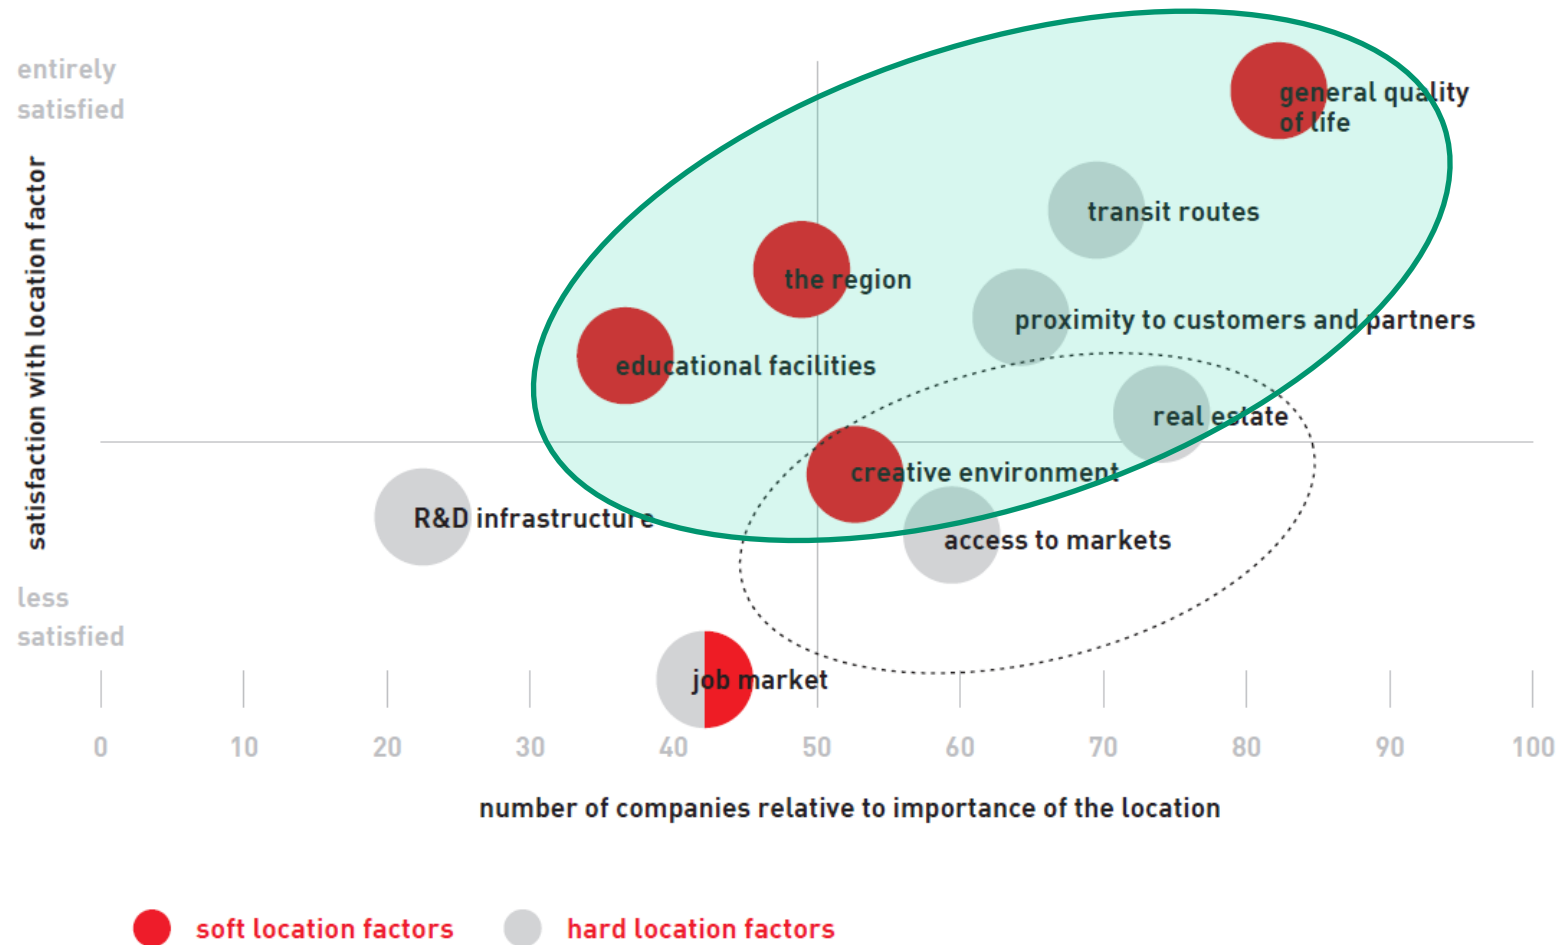 entirely
satisfied
satisfaction with location factor
less
satisfied
general quality
of life
transit routes
the region
proximity to customers and partners
educational facilities
real estate
creative environment
R&D infrastructure
access to markets
job market
0 10 20 30 40 50 60 70 80 90 100
number of companies relative to importance of the location
soft location factors
hard location factors